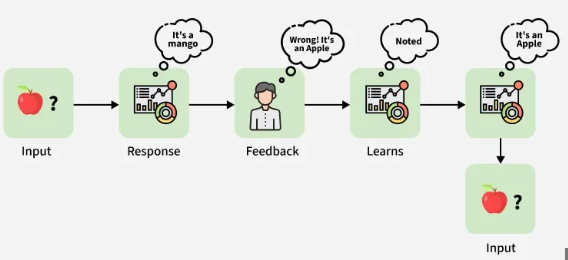 It's a
mango
Wrong! It's
an Apple
Noted
It's an
Apple
?
Input
Response
Feedback
Learns
?
Input